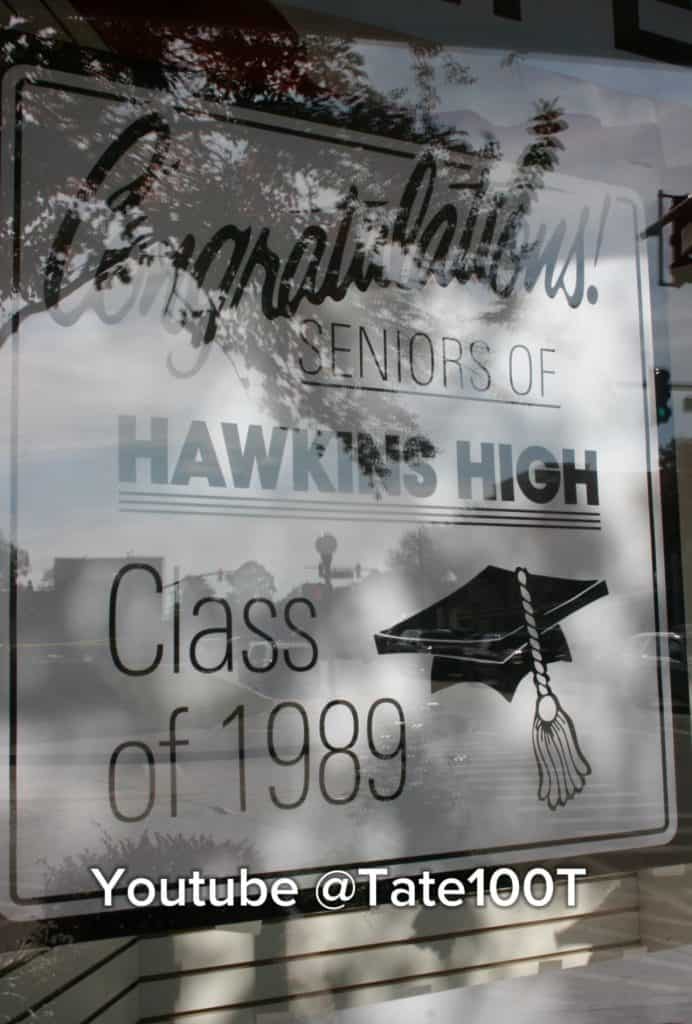 Congratulations!
SENIORS OF
HAWKINS HIGH
Class
of 1989
Youtube @Tate100T